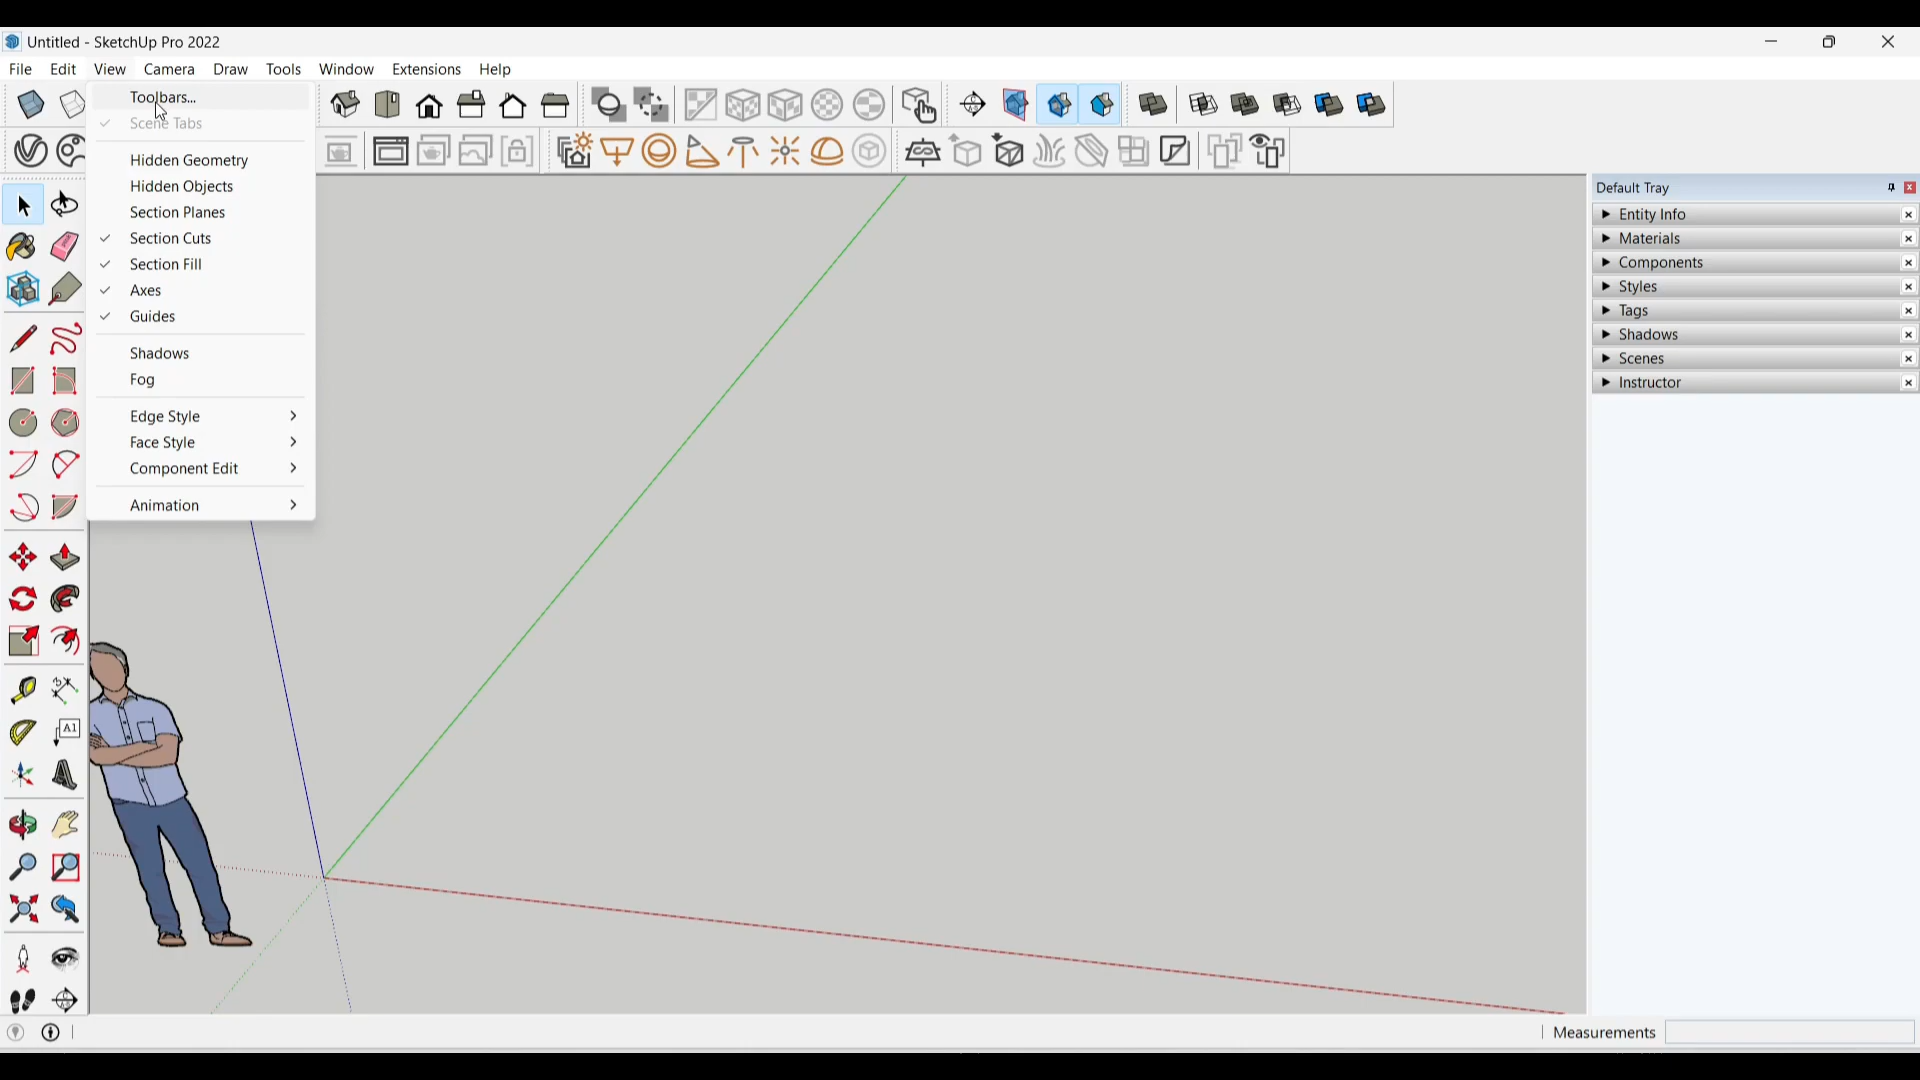 Untitled - SketchUp Pro 2022
File Edit View Camera Draw Tools Window Extensions Help
Toolbars...
Scene Tabs
Hidden Geometry
Hidden Objects
Section Planes
Section Cuts
Section Fill
Axes
Guides
Shadows
Fog
Edge Style
Face Style
Component Edit
Animation
A1
Default Tray
Entity Info
Materials
Components
Styles
Tags
Shadows
Scenes
Instructor
Measurements